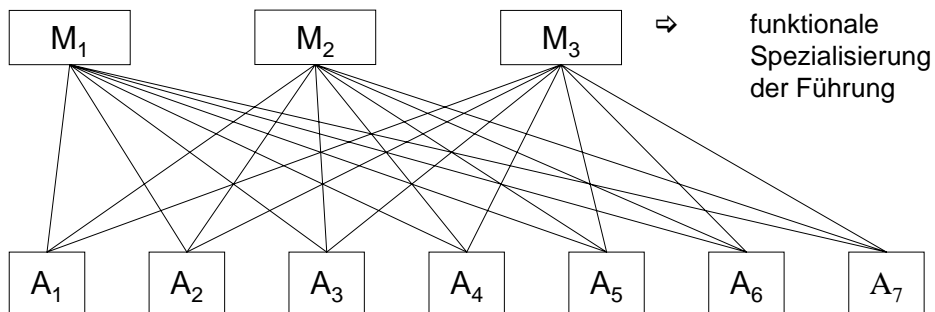 M₁ M₂ M₃ ⇨ funktionale
Spezialisierung
der Führung
A₁ A₂ A₃ A₄ A₅ A₆ A₇